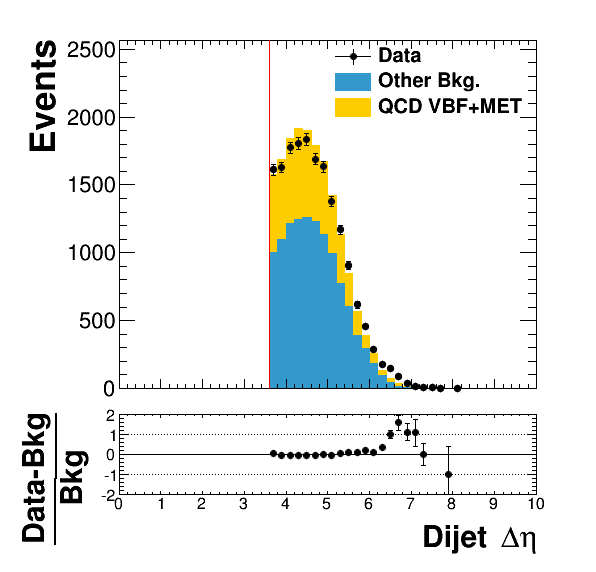 Events
2500
2000
1500
1000
500
0
Data
Other Bkg.
QCD VBF+MET
Data-Bkg
Bkg
2
1
0
-1
-2
0 1 2 3 4 5 6 7 8 9 10
Dijet Δη